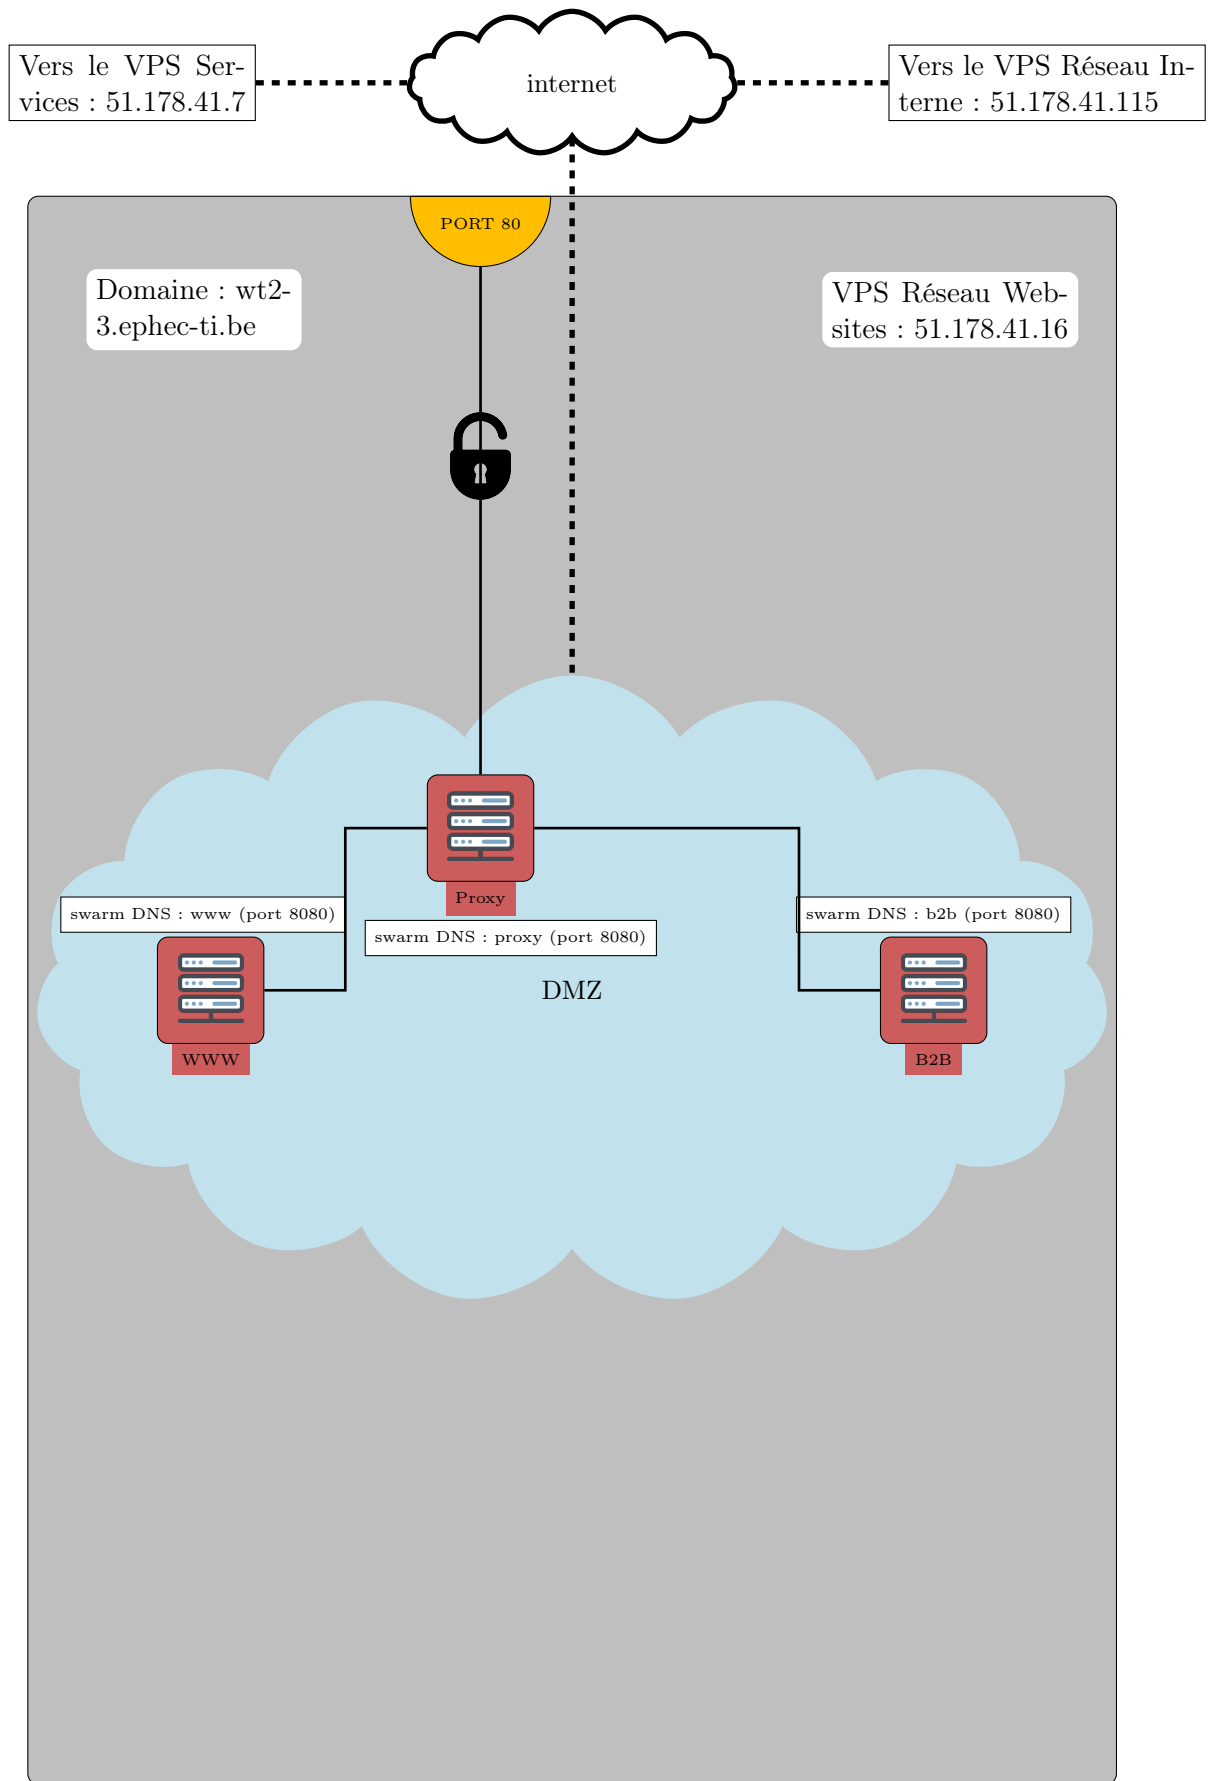 Vers le VPS Ser-
vices : 51.178.41.7
internet
Vers le VPS Réseau In-
terne : 51.178.41.115
PORT 80
Domaine : wt2-
3.ephec-ti.be
VPS Réseau Web-
sites : 51.178.41.16
Proxy
swarm DNS : www (port 8080)
swarm DNS : proxy (port 8080)
swarm DNS : b2b (port 8080)
DMZ
WWW
B2B